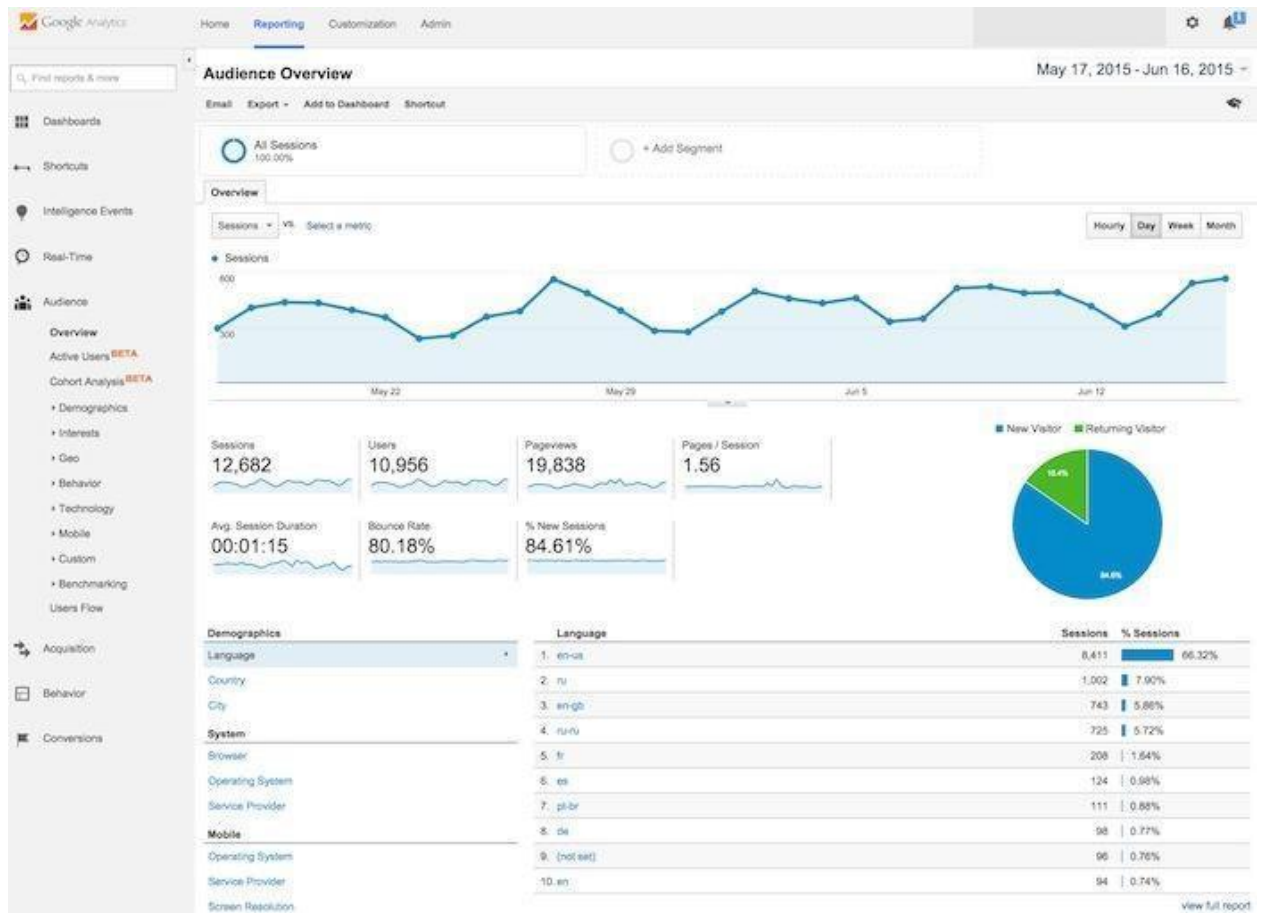 Google Analytics
Home Reporting Customization Admin
Find reports & more
Dashboards
Shortcuts
Intelligence Events
Real-Time
Audience
Overview
Active Users BETA
Cohort Analysis BETA
Demographics
Interests
Geo
Behavior
Technology
Mobile
Custom
Benchmarking
Users Flow
Acquisition
Behavior
Conversions
Audience Overview
May 17, 2015 - Jun 16, 2015
Email Export Add to Dashboard Shortcut
All Sessions
100.00%
+ Add Segment
Overview
Sessions VS. Select a metric
Hourly Day Week Month
Sessions
600
300
May 22 May 29 Jun 5 Jun 12
New Visitor Returning Visitor
Sessions Users Pageviews Pages / Session
12,682 10,956 19,838 1.56
Avg. Session Duration Bounce Rate % New Sessions
00:01:15 80.18% 84.61%
84.6%
Demographics
Language
Country
City
System
Browser
Operating System
Service Provider
Mobile
Operating System
Service Provider
Screen Resolution
Language Sessions % Sessions
1. en-us 8,411 66.32%
2. ru 1,002 7.90%
3. en-gb 743 5.86%
4. ru-ru 725 5.72%
5. fr 208 1.64%
6. es 124 0.98%
7. pt-br 111 0.88%
8. de 98 0.77%
9. (not set) 96 0.76%
10. en 94 0.74%
view full report